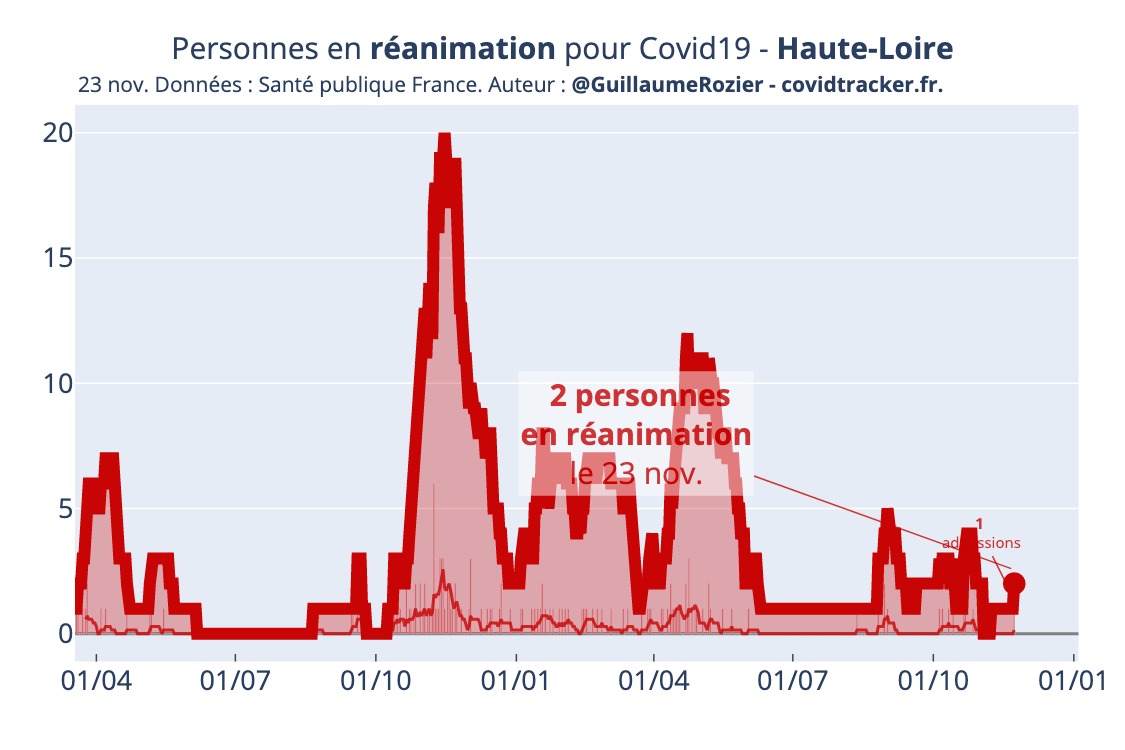 Personnes en réanimation pour Covid19 - Haute-Loire
23 nov. Données : Santé publique France. Auteur : @GuillaumeRozier - covidtracker.fr.
20
15
10
5
0
2 personnes
en réanimation
le 23 nov.
1
admissions
01/04
01/07
01/10
01/01
01/04
01/07
01/10
01/01